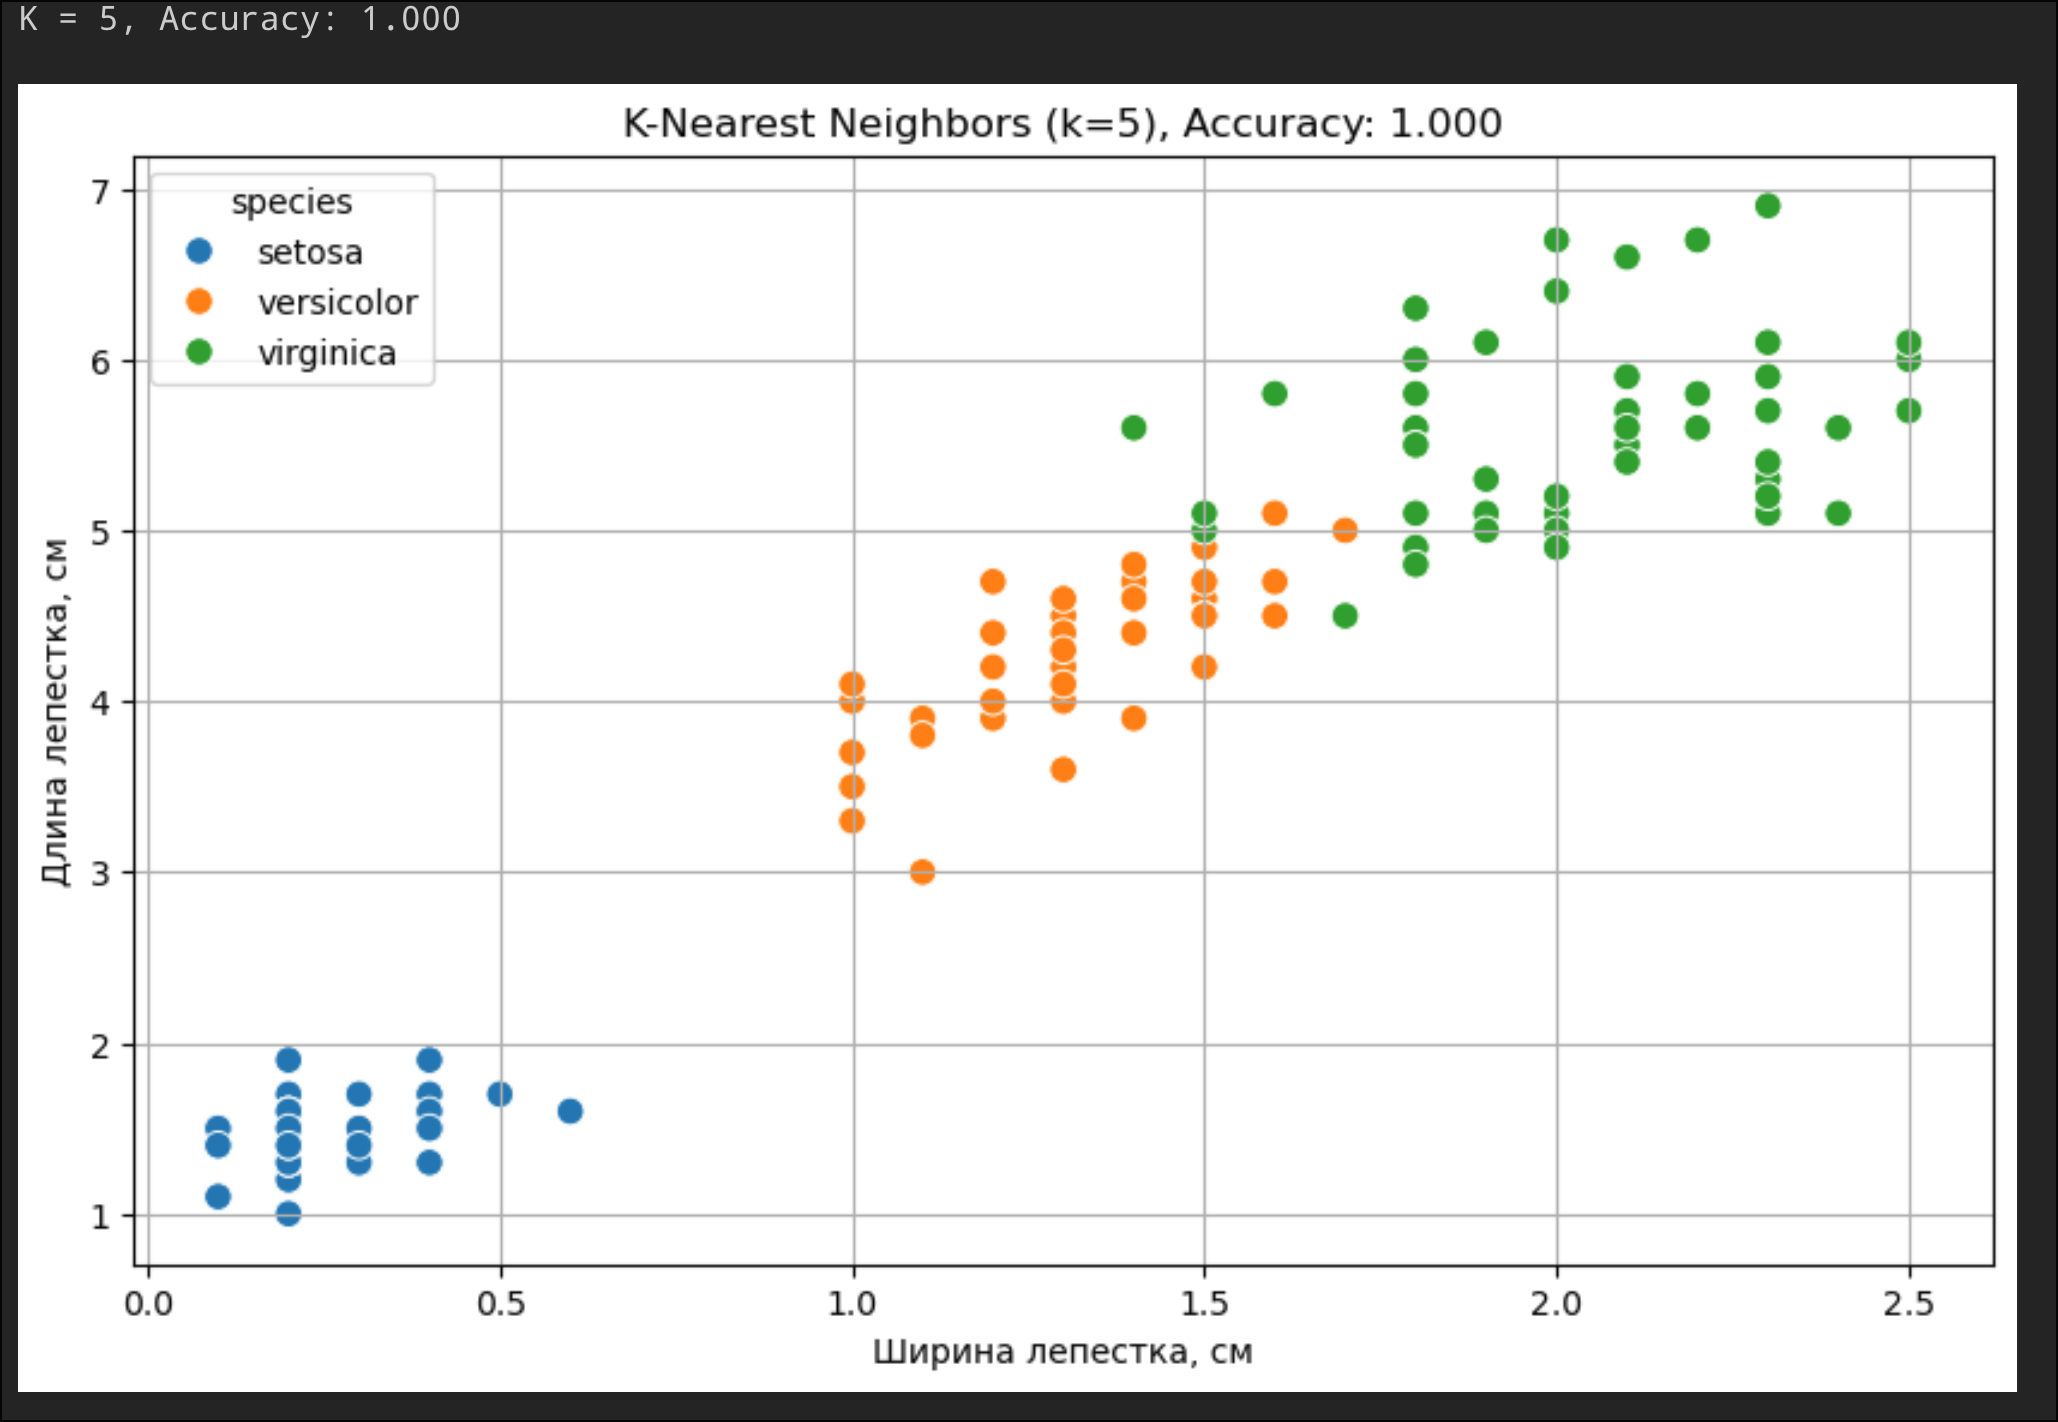 K = 5, Accuracy: 1.000
K-Nearest Neighbors (k=5), Accuracy: 1.000
species
setosa
versicolor
virginica
7
6
5
4
3
2
1
Длина лепестка, см
0.0 0.5 1.0 1.5 2.0 2.5
Ширина лепестка, см